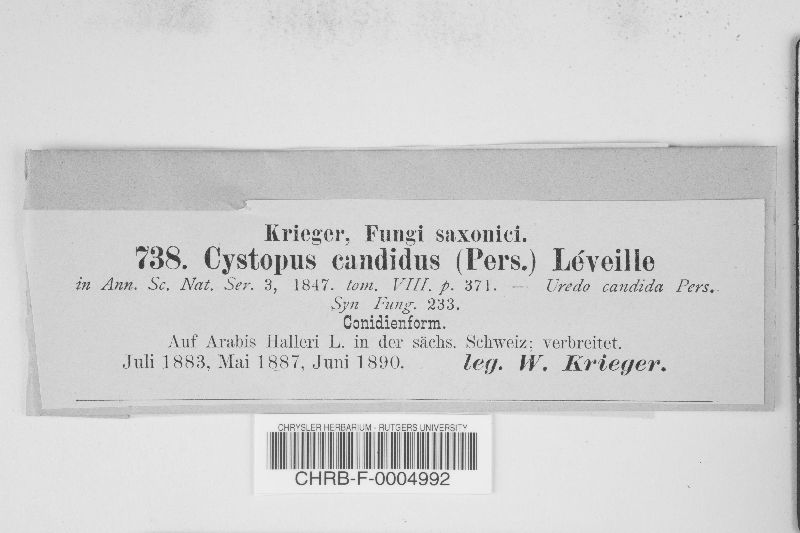 Krieger, Fungi saxonici.
738. Cystopus candidus (Pers.) Léveille
in Ann. Sc. Nat. Ser. 3, 1847. tom. VIII. p. 371. — Uredo candida Pers.
Syn Fung. 233.
Conidienform.
Auf Arabis Halleri L. in der sächs. Schweiz; verbreitet.
Juli 1883, Mai 1887, Juni 1890. leg. W. Krieger.
CHRYSLER HERBARIUM - RUTGERS UNIVERSITY
CHRB-F-0004992